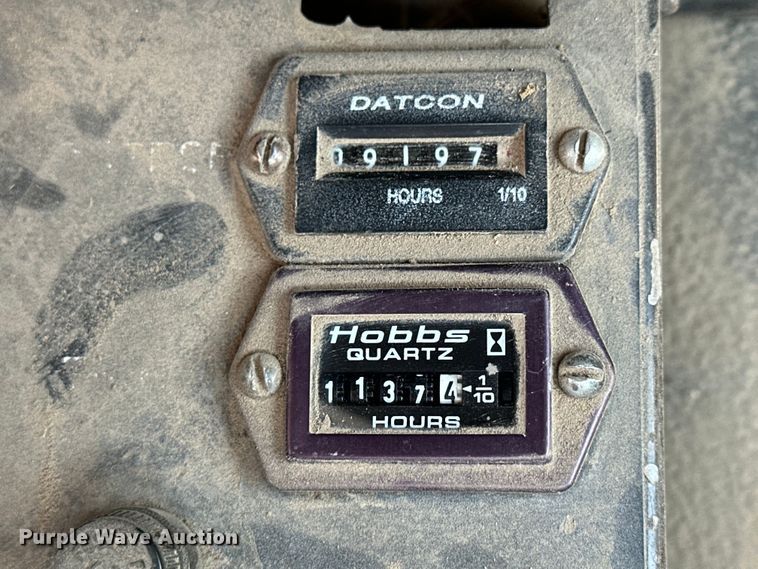 DATCON
09197
HOURS 1/10
Hobbs
QUARTZ
11374 1/10
HOURS
Purple Wave Auction